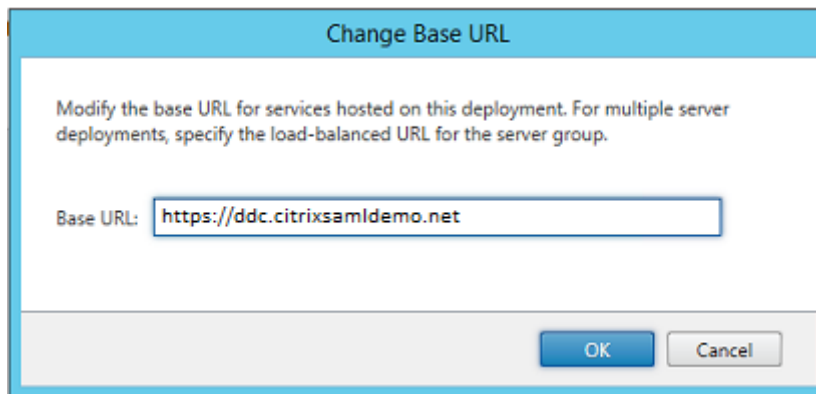 Change Base URL
Modify the base URL for services hosted on this deployment. For multiple server
deployments, specify the load-balanced URL for the server group.
Base URL: https://ddc.citrixsamldemo.net
OK Cancel